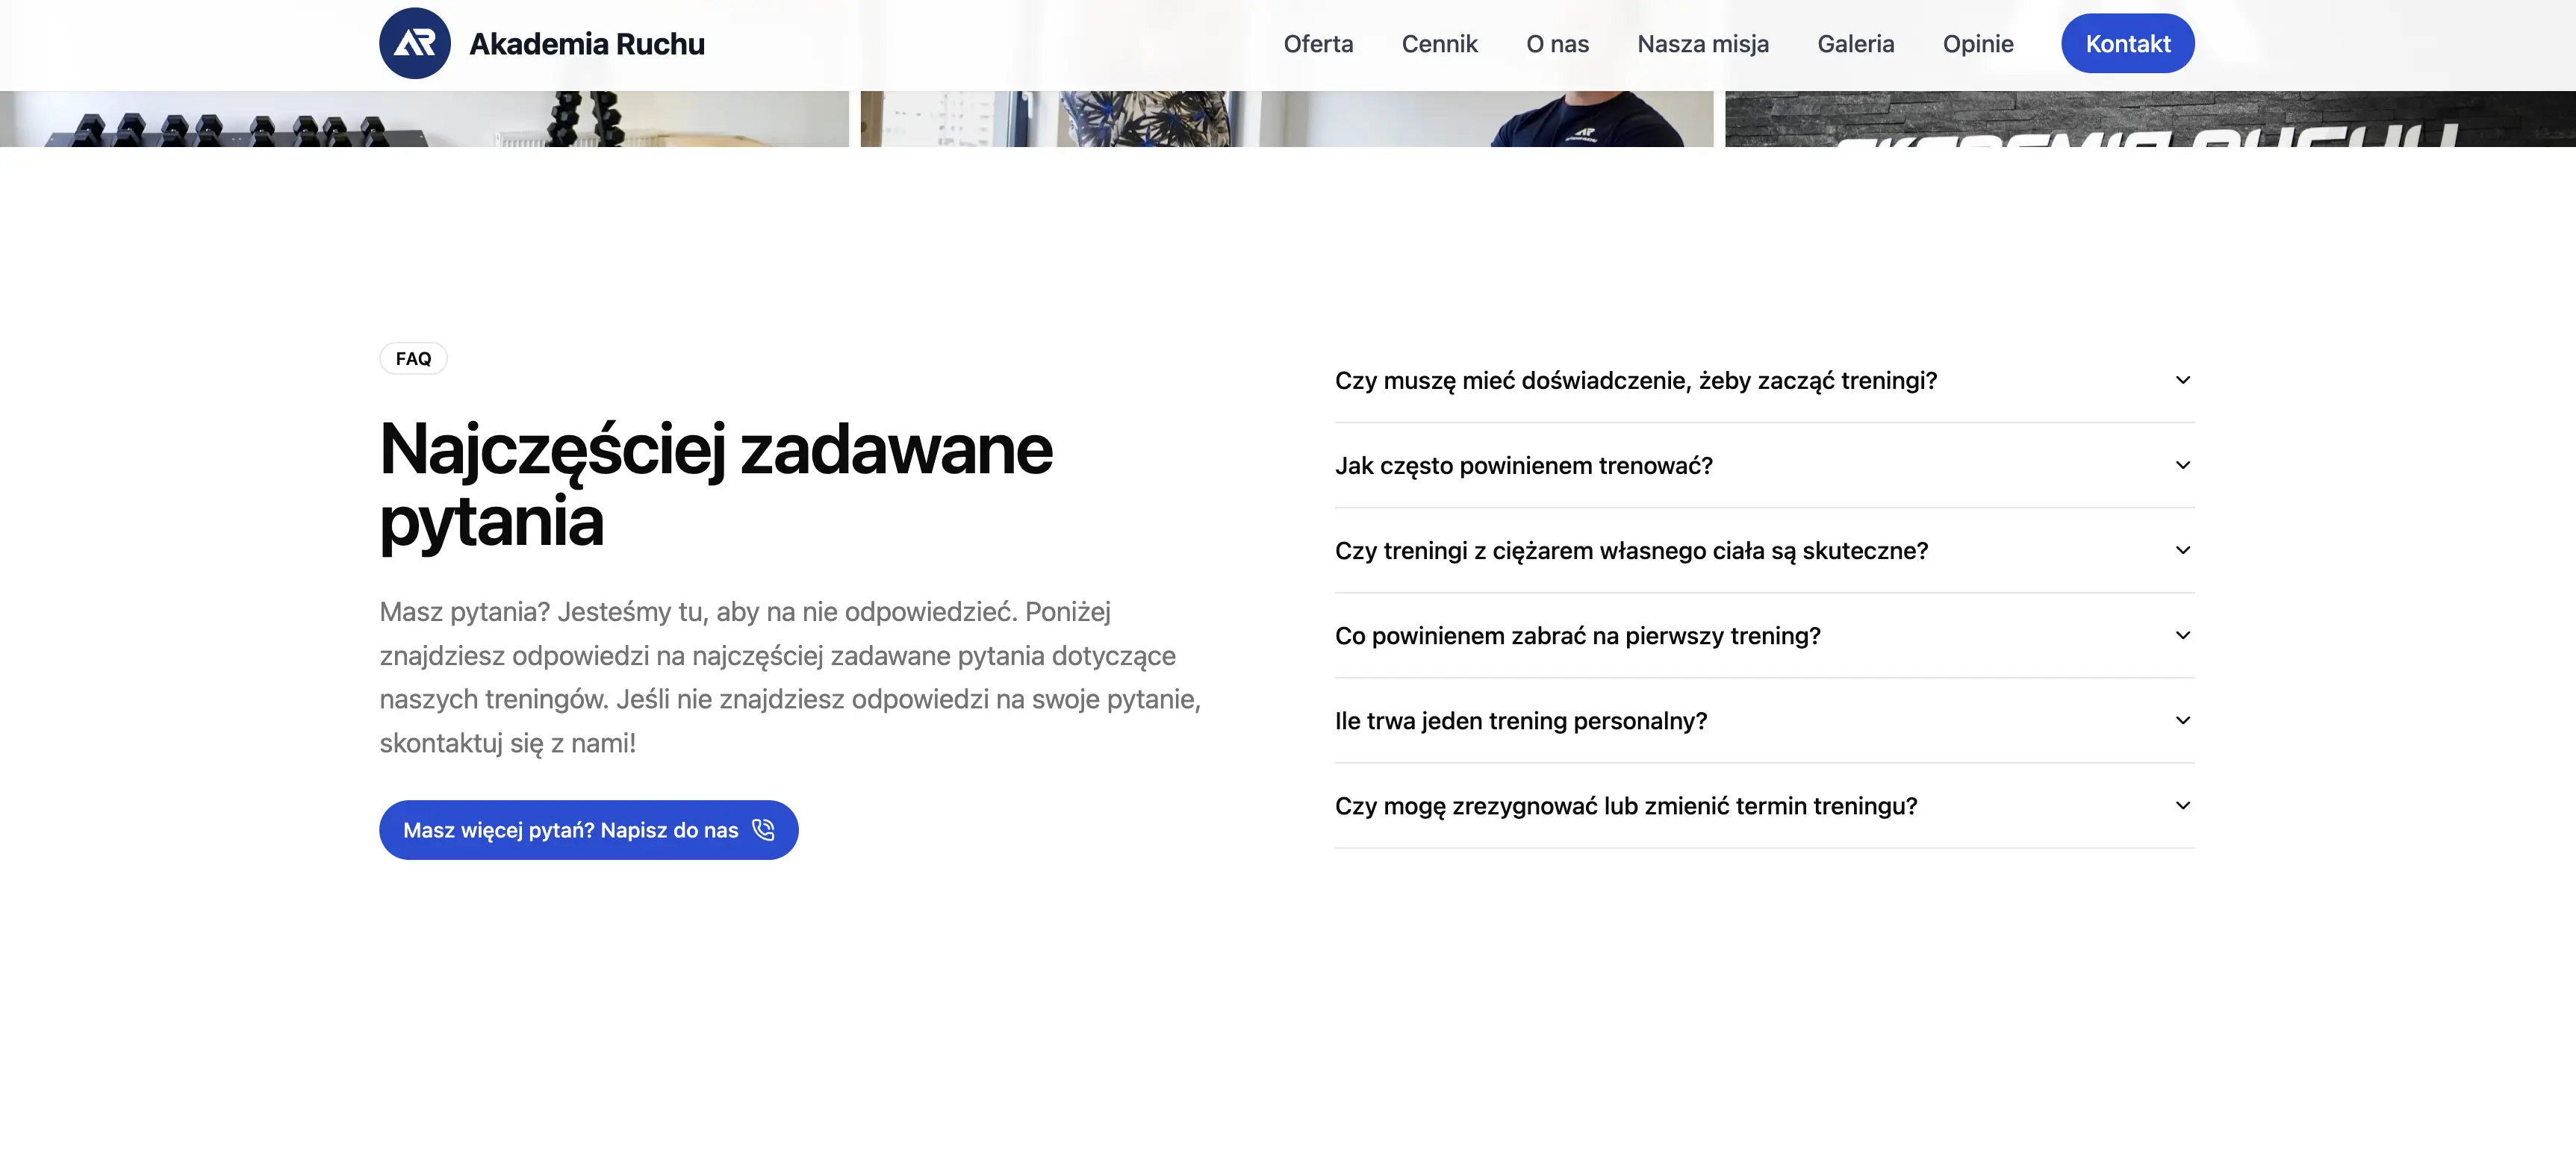 AR
Akademia Ruchu
Oferta
Cennik
O nas
Nasza misja
Galeria
Opinie
Kontakt
AKADEMIA RUCHU
FAQ
Najczęściej zadawane
pytania
Masz pytania? Jesteśmy tu, aby na nie odpowiedzieć. Poniżej
znajdziesz odpowiedzi na najczęściej zadawane pytania dotyczące
naszych treningów. Jeśli nie znajdziesz odpowiedzi na swoje pytanie,
skontaktuj się z nami!
Masz więcej pytań? Napisz do nas
Czy muszę mieć doświadczenie, żeby zacząć treningi?
Jak często powinienem trenować?
Czy treningi z ciężarem własnego ciała są skuteczne?
Co powinienem zabrać na pierwszy trening?
Ile trwa jeden trening personalny?
Czy mogę zrezygnować lub zmienić termin treningu?